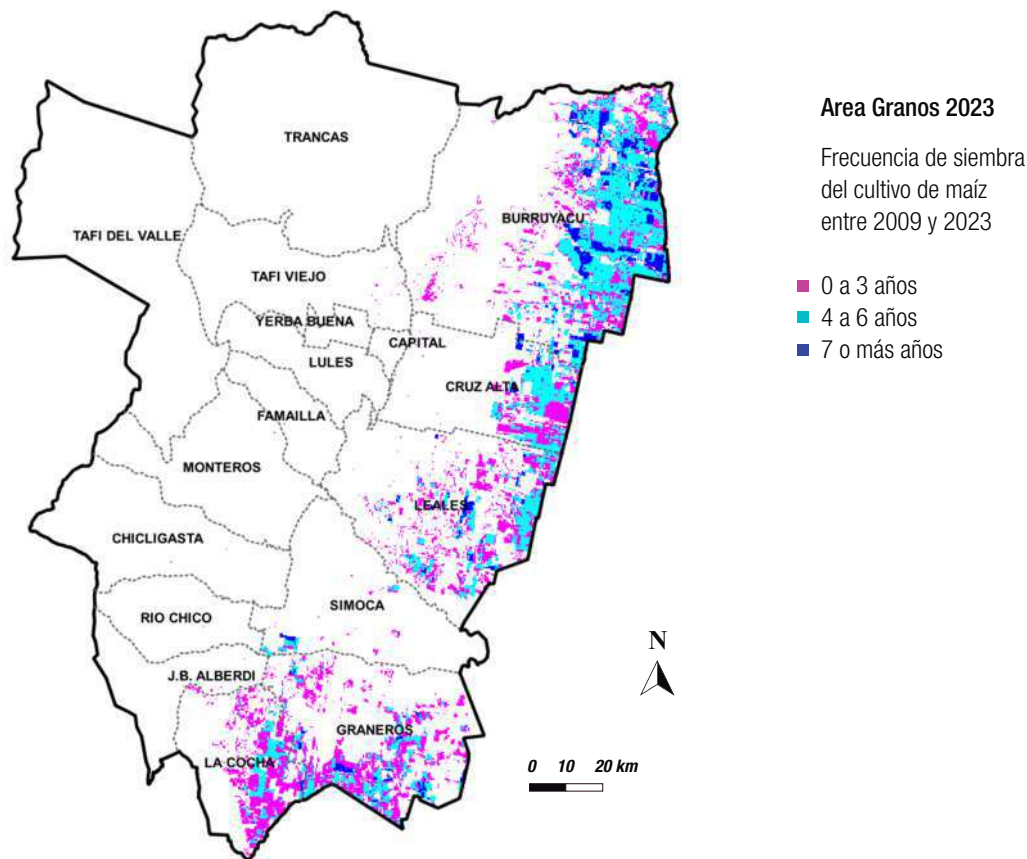 Area Granos 2023
Frecuencia de siembra
del cultivo de maíz
entre 2009 y 2023
0 a 3 años
4 a 6 años
7 o más años
TRANCAS
BURRUYACU
TAFI DEL VALLE
TAFI VIEJO
YERBA BUENA
CAPITAL
LULES
CRUZ ALTA
FAMAILLA
MONTEROS
LEALES
CHICLIGASTA
SIMOCA
RIO CHICO
J.B. ALBERDI
GRANEROS
LA COCHA
N
0 10 20 km